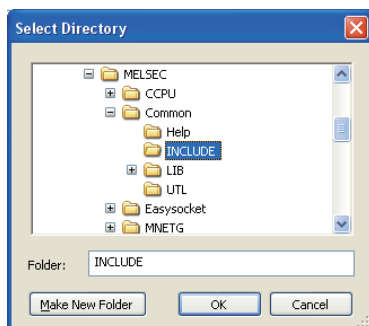 Select Directory
MELSEC
CCPU
Common
Help
INCLUDE
LIB
UTL
Easysocket
MNETG
Folder: INCLUDE
Make New Folder OK Cancel